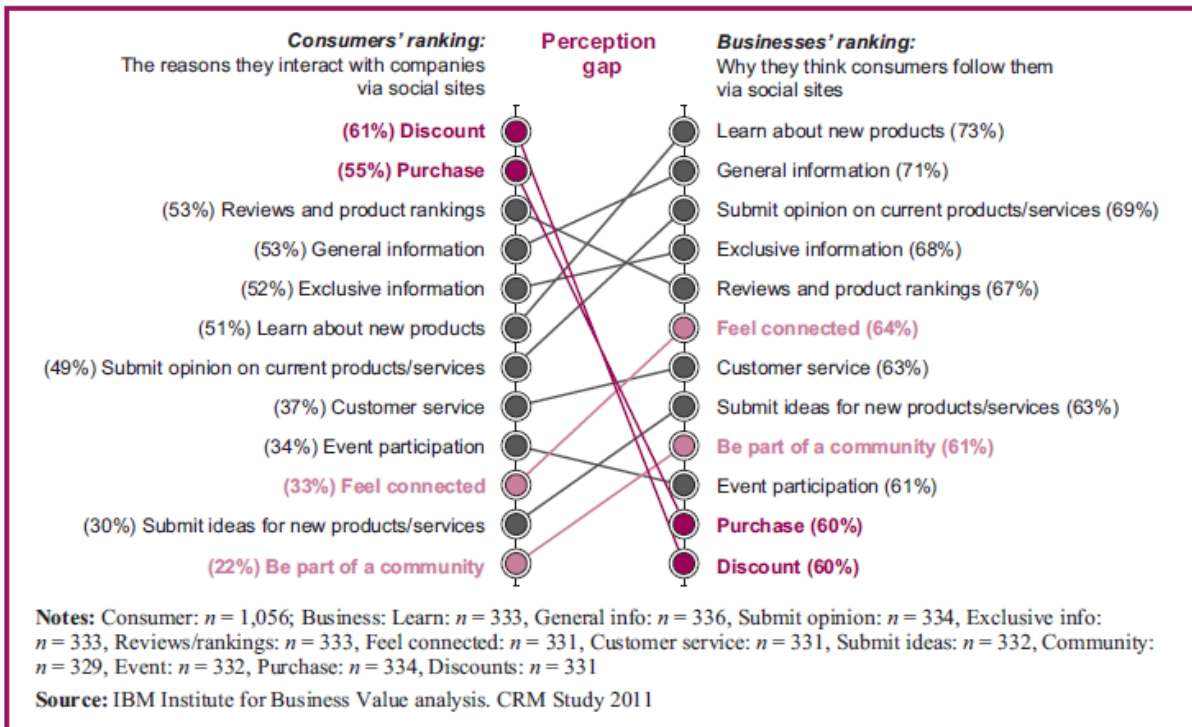 Consumers' ranking:
The reasons they interact with companies
via social sites
Perception
gap
Businesses' ranking:
Why they think consumers follow them
via social sites
(61%) Discount
(55%) Purchase
(53%) Reviews and product rankings
(53%) General information
(52%) Exclusive information
(51%) Learn about new products
(49%) Submit opinion on current products/services
(37%) Customer service
(34%) Event participation
(33%) Feel connected
(30%) Submit ideas for new products/services
(22%) Be part of a community
Learn about new products (73%)
General information (71%)
Submit opinion on current products/services (69%)
Exclusive information (68%)
Reviews and product rankings (67%)
Feel connected (64%)
Customer service (63%)
Submit ideas for new products/services (63%)
Be part of a community (61%)
Event participation (61%)
Purchase (60%)
Discount (60%)
Notes: Consumer: n = 1,056; Business: Learn: n = 333, General info: n = 336, Submit opinion: n = 334, Exclusive info:
n = 333, Reviews/rankings: n = 333, Feel connected: n = 331, Customer service: n = 331, Submit ideas: n = 332, Community:
n = 329, Event: n = 332, Purchase: n = 334, Discounts: n = 331
Source: IBM Institute for Business Value analysis. CRM Study 2011